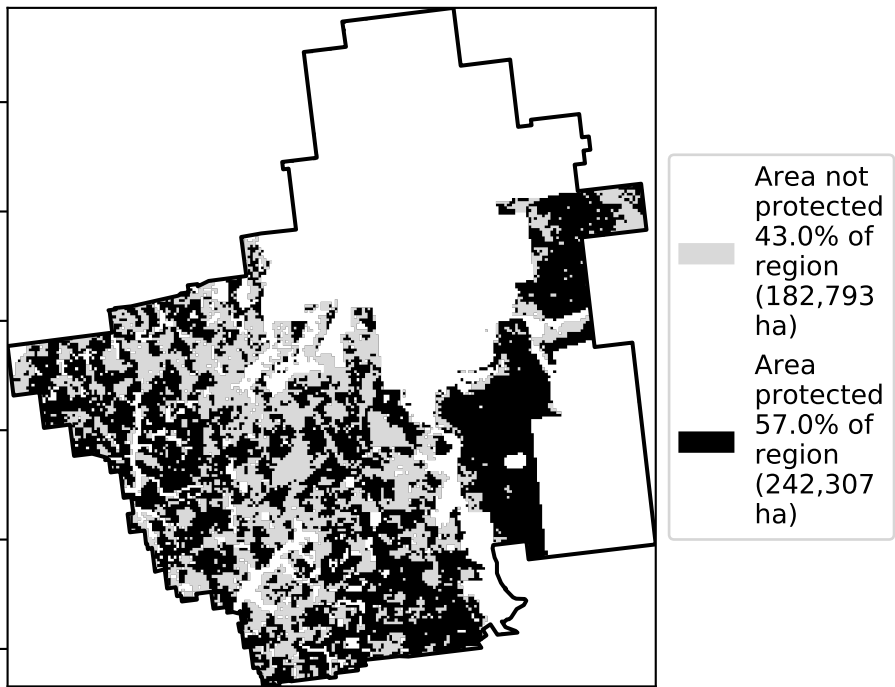 Area not
protected
43.0% of
region
(182,793
ha)
Area
protected
57.0% of
region
(242,307
ha)